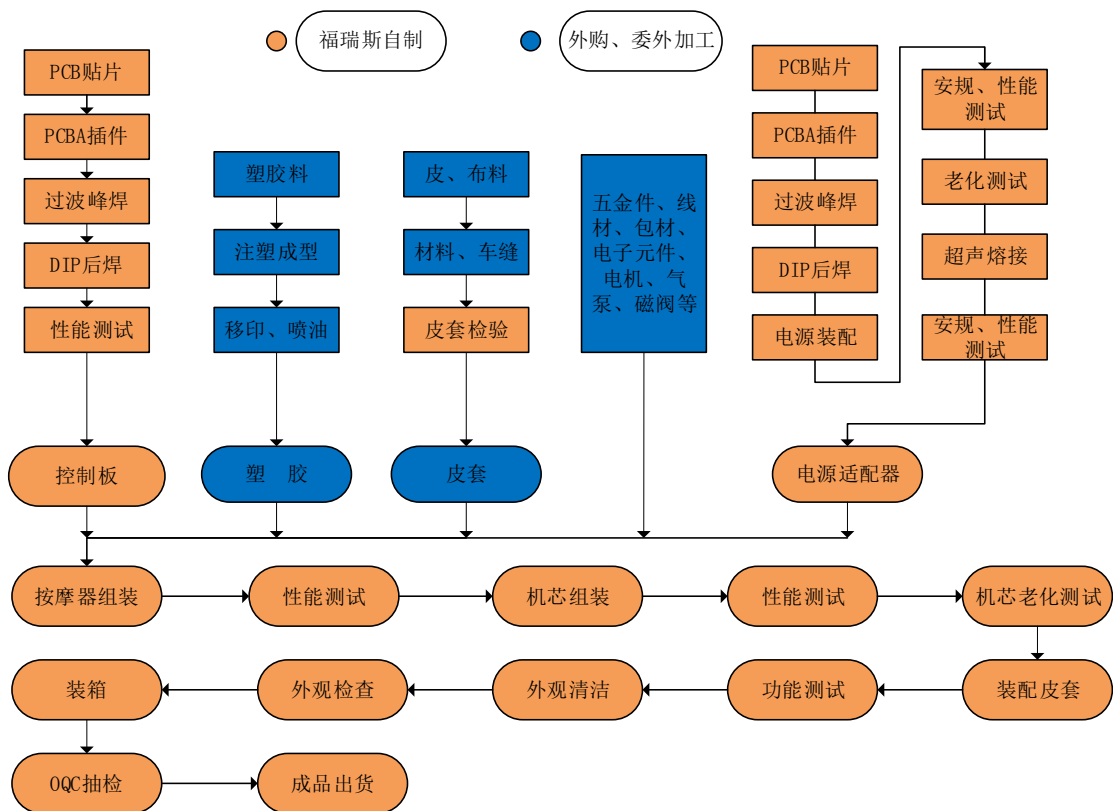 福瑞斯自制
外购、委外加工
PCB贴片
PCBA插件
过波峰焊
DIP后焊
性能测试
控制板
塑胶料
注塑成型
移印、喷油
塑 胶
皮、布料
材料、车缝
皮套检验
皮套
五金件、线
材、包材、
电子元件、
电机、气
泵、磁阀等
PCB贴片
PCBA插件
过波峰焊
DIP后焊
电源装配
安规、性能
测试
老化测试
超声熔接
安规、性能
测试
电源适配器
按摩器组装
性能测试
机芯组装
性能测试
机芯老化测试
装配皮套
功能测试
外观清洁
外观检查
装箱
OQC抽检
成品出货